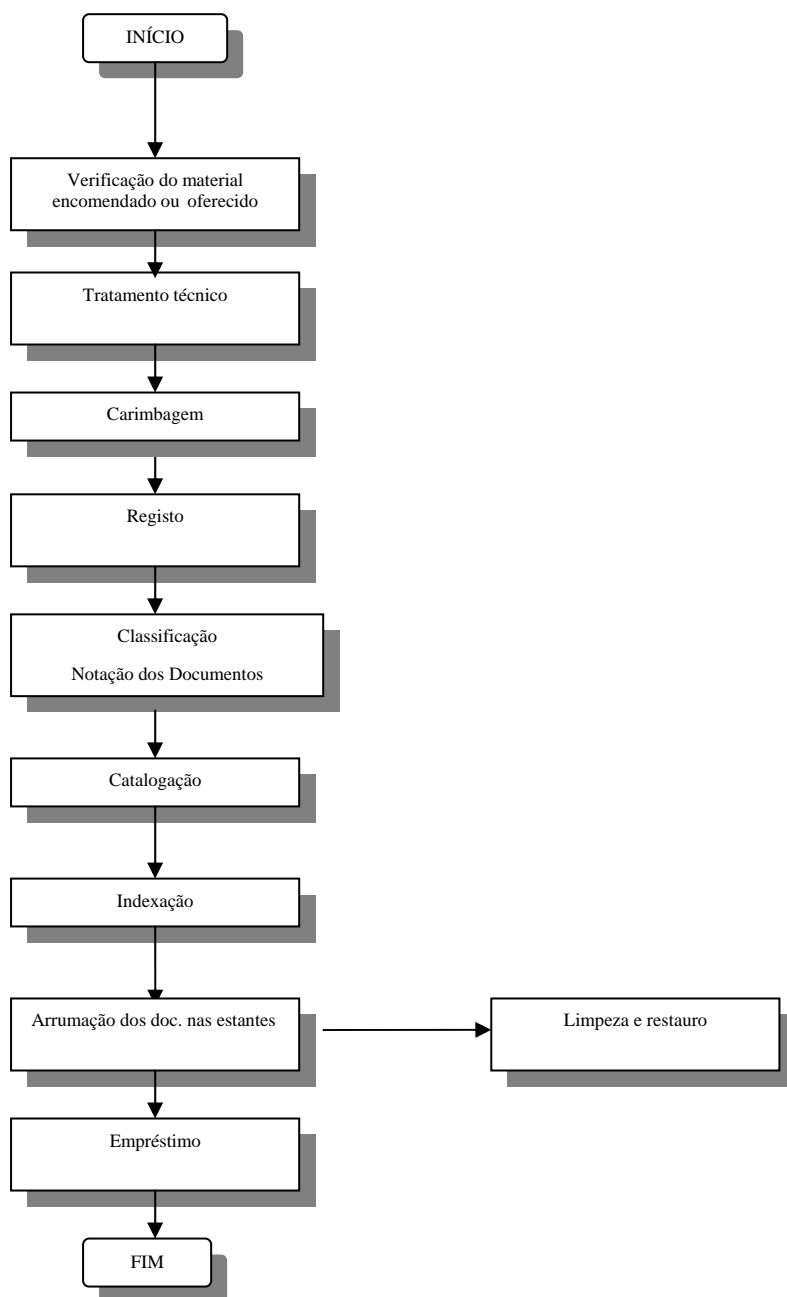 INÍCIO
Verificação do material
encomendado ou oferecido
Tratamento técnico
Carimbagem
Registo
Classificação
Notação dos Documentos
Catalogação
Indexação
Arrumação dos doc. nas estantes
Limpeza e restauro
Empréstimo
FIM